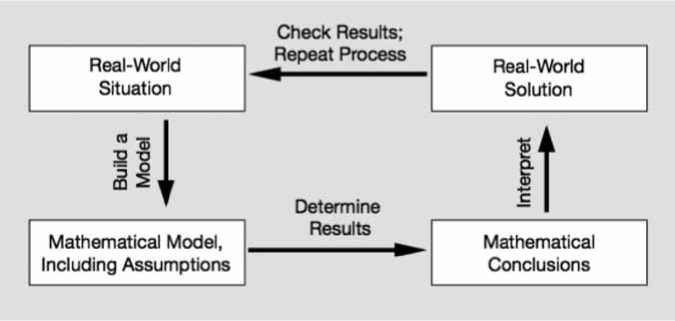 Check Results;
Repeat Process
Real-World
Situation
Real-World
Solution
Build a
Model
Interpret
Determine
Results
Mathematical Model,
Including Assumptions
Mathematical
Conclusions